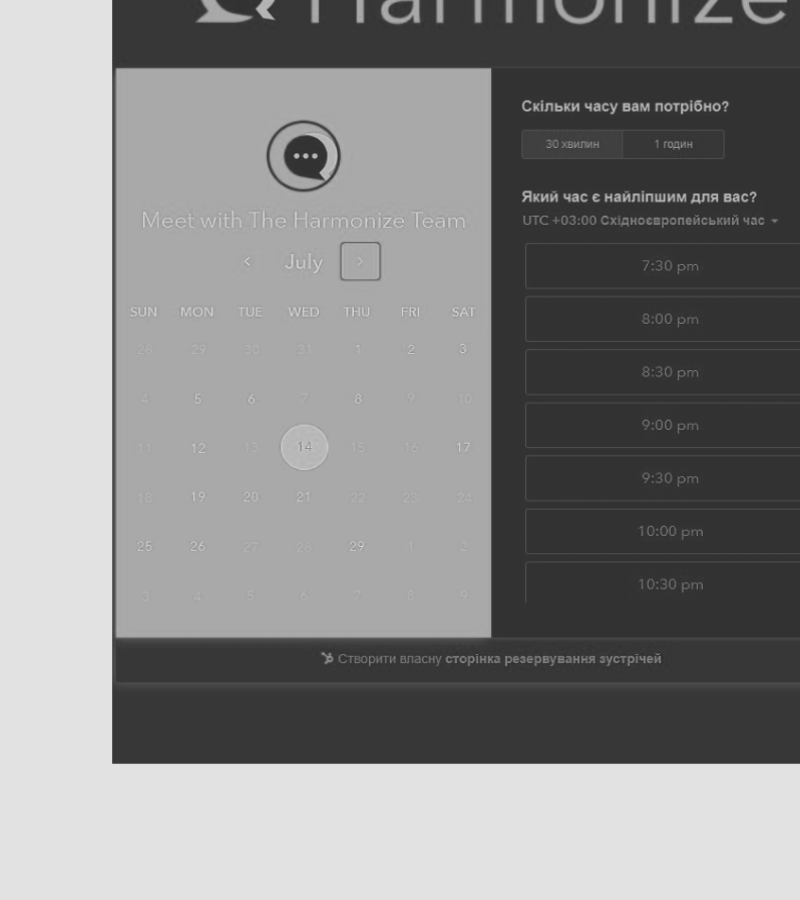 Harmonize
Meet with The Harmonize Team
July
SUN MON TUE WED THU FRI SAT
28 29 30 31 1 2 3
4 5 6 7 8 9 10
11 12 13 14 15 16 17
18 19 20 21 22 23 24
25 26 27 28 29 1 2
3 4 5 6 7 8 9
Скільки часу вам потрібно?
30 хвилин 1 годин
Який час є найліпшим для вас?
UTC +03:00 Східноєвропейський час
7:30 pm
8:00 pm
8:30 pm
9:00 pm
9:30 pm
10:00 pm
10:30 pm
Створити власну сторінка резервування зустрічей